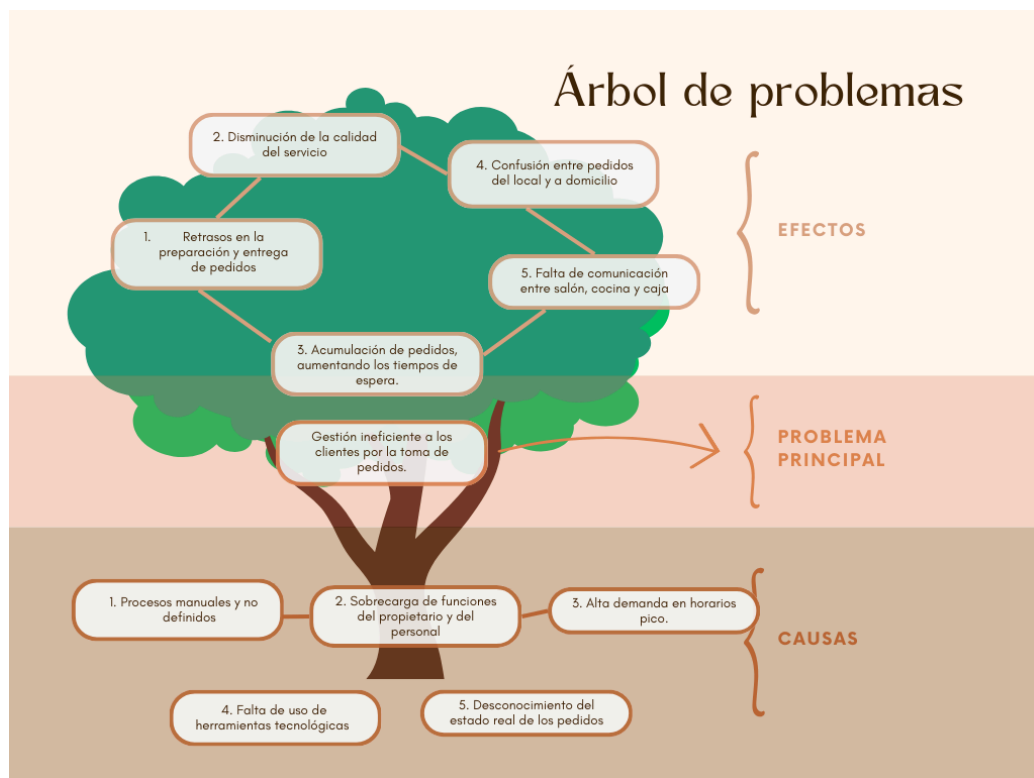 Árbol de problemas
2. Disminución de la calidad
del servicio
4. Confusión entre pedidos
del local y a domicilio
1. Retrasos en la
preparación y entrega
de pedidos
5. Falta de comunicación
entre salón, cocina y caja
3. Acumulación de pedidos,
aumentando los tiempos de
espera.
EFECTOS
Gestión ineficiente a los
clientes por la toma de
pedidos.
PROBLEMA
PRINCIPAL
1. Procesos manuales y no
definidos
2. Sobrecarga de funciones
del propietario y del
personal
3. Alta demanda en horarios
pico.
CAUSAS
4. Falta de uso de
herramientas tecnológicas
5. Desconocimiento del
estado real de los pedidos